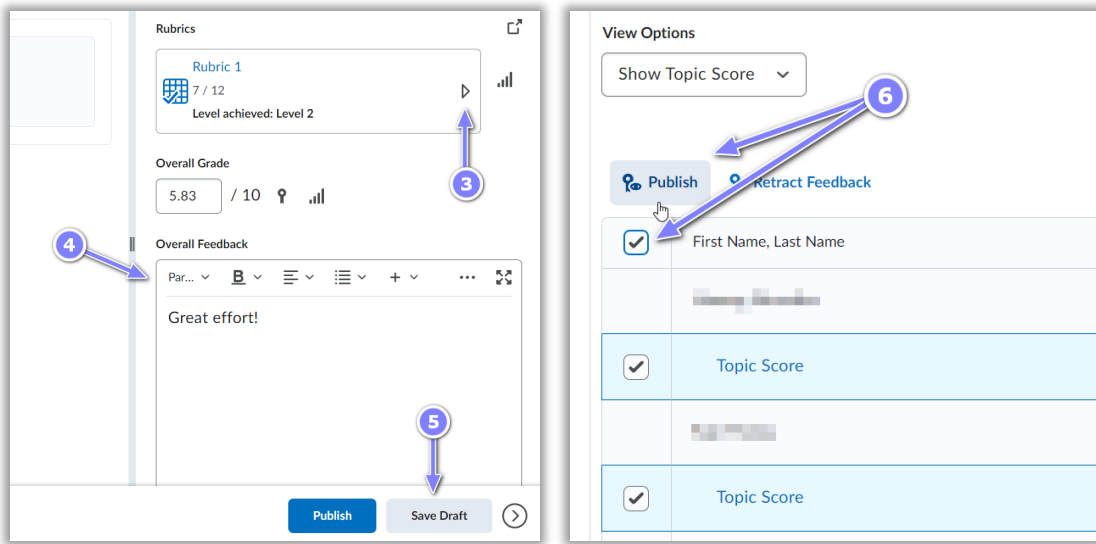 Rubrics
Rubric 1
7 / 12
Level achieved: Level 2
3
Overall Grade
5.83 / 10
4
Overall Feedback
Par... B
Great effort!
5
Publish Save Draft
View Options
Show Topic Score
6
Publish Retract Feedback
First Name, Last Name
Topic Score
Topic Score